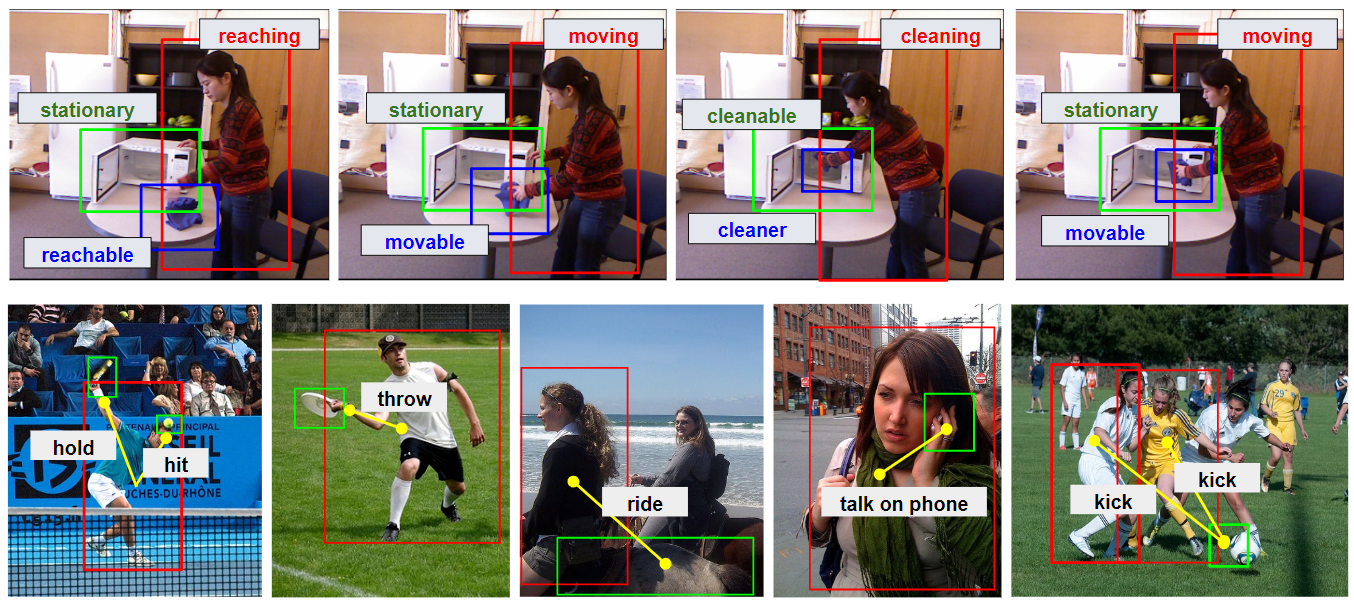 reaching
stationary
reachable
moving
stationary
movable
cleaning
cleanable
cleaner
moving
stationary
movable
hold
hit
throw
ride
talk on phone
kick
kick
29